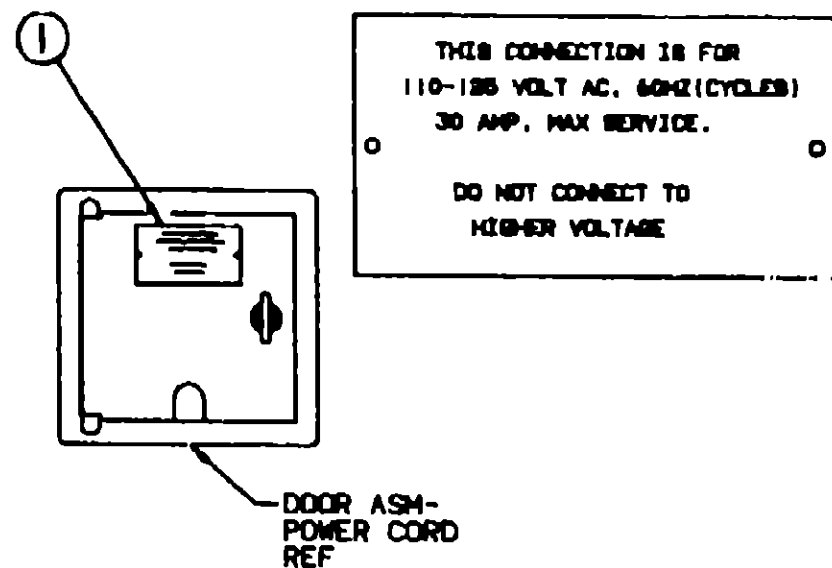 1
THIS CONNECTION IS FOR
110-125 VOLT AC, 60HZ(CYCLES)
30 AMP. MAX SERVICE.
DO NOT CONNECT TO
HIGHER VOLTAGE
DOOR ASM-
POWER CORD
REF